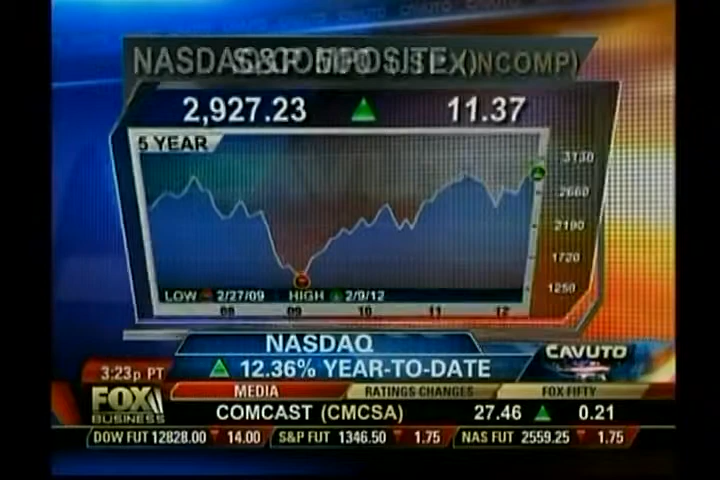 NASDAQ COMPOSITE (NCOMP)
2,927.23 11.37
5 YEAR
3130
2660
2190
1720
1250
LOW 2/27/09 HIGH 2/9/12
08 09 10 11 12
NASDAQ
12.36% YEAR-TO-DATE
CAVUTO
3:23p PT
MEDIA RATINGS CHANGES FOX FIFTY
FOX
BUSINESS
COMCAST (CMCSA) 27.46 0.21
DOW FUT 12828.00 14.00 S&P FUT 1346.50 1.75 NAS FUT 2559.25 1.75